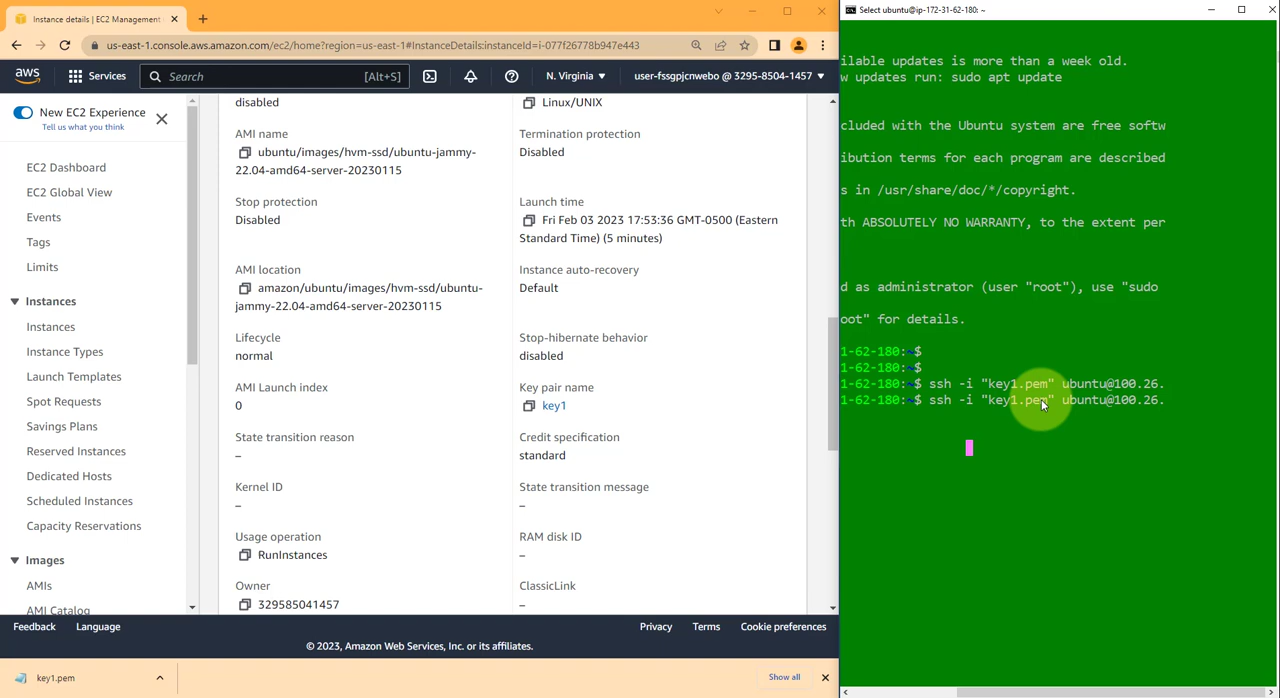 Instance details | EC2 Management
us-east-1.console.aws.amazon.com/ec2/home?region=us-east-1#InstanceDetails:instanceId=i-077f26778b947e443
aws
Services
Search
[Alt+S]
N. Virginia
user-fssgpjcnwebo @ 3295-8504-1457
New EC2 Experience
Tell us what you think
EC2 Dashboard
EC2 Global View
Events
Tags
Limits
Instances
Instances
Instance Types
Launch Templates
Spot Requests
Savings Plans
Reserved Instances
Dedicated Hosts
Scheduled Instances
Capacity Reservations
Images
AMIs
AMI Catalog
disabled
Linux/UNIX
AMI name
ubuntu/images/hvm-ssd/ubuntu-jammy-
22.04-amd64-server-20230115
Termination protection
Disabled
Stop protection
Disabled
Launch time
Fri Feb 03 2023 17:53:36 GMT-0500 (Eastern
Standard Time) (5 minutes)
AMI location
amazon/ubuntu/images/hvm-ssd/ubuntu-
jammy-22.04-amd64-server-20230115
Instance auto-recovery
Default
Lifecycle
normal
Stop-hibernate behavior
disabled
AMI Launch index
0
Key pair name
key1
State transition reason
–
Credit specification
standard
Kernel ID
–
State transition message
–
Usage operation
RunInstances
RAM disk ID
–
Owner
329585041457
ClassicLink
–
Feedback
Language
Privacy
Terms
Cookie preferences
© 2023, Amazon Web Services, Inc. or its affiliates.
key1.pem
Show all
Select ubuntu@ip-172-31-62-180: ~
ilable updates is more than a week old.
w updates run: sudo apt update
cluded with the Ubuntu system are free softw
ibution terms for each program are described
s in /usr/share/doc/*/copyright.
th ABSOLUTELY NO WARRANTY, to the extent per
d as administrator (user "root"), use "sudo
oot" for details.
1-62-180:~$
1-62-180:~$
1-62-180:~$ ssh -i "key1.pem" ubuntu@100.26.
1-62-180:~$ ssh -i "key1.pem" ubuntu@100.26.